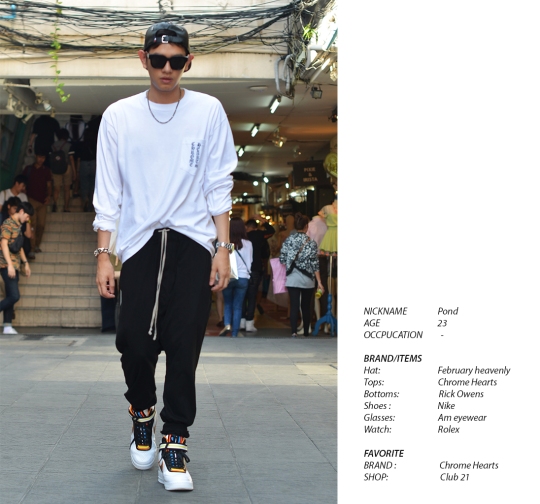 NICKNAME Pond
AGE 23
OCCPUCATION -
BRAND/ITEMS
Hat: February heavenly
Tops: Chrome Hearts
Bottoms: Rick Owens
Shoes : Nike
Glasses: Am eyewear
Watch: Rolex
FAVORITE
BRAND : Chrome Hearts
SHOP: Club 21